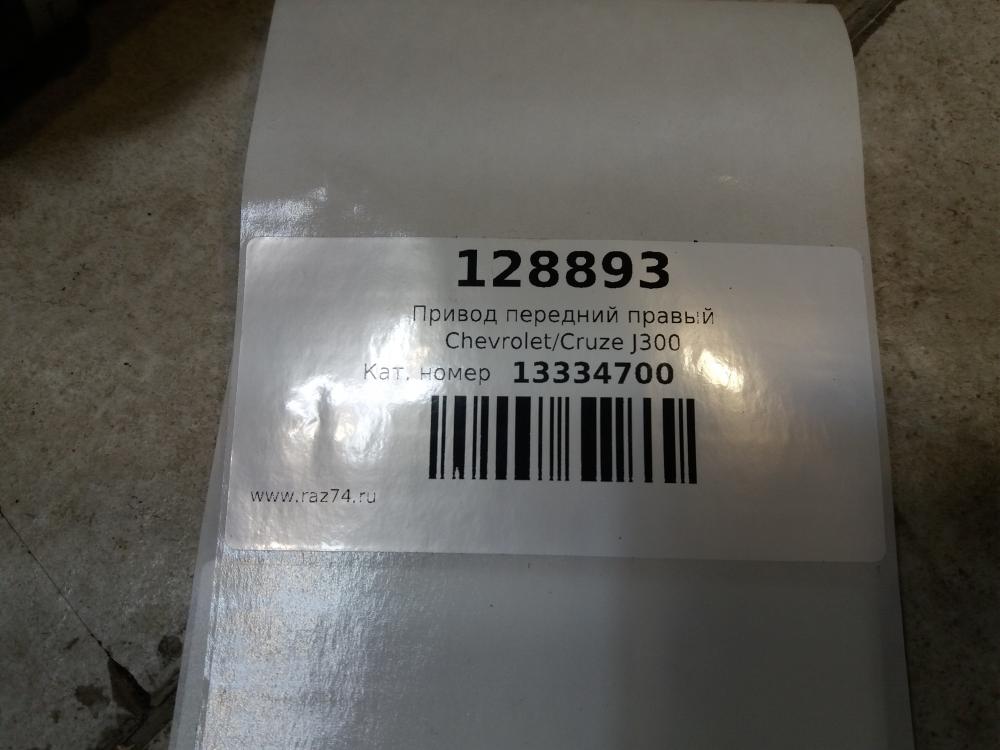 128893
Привод передний правый
Chevrolet/Cruze J300
Кат. номер 13334700
www.raz74.ru